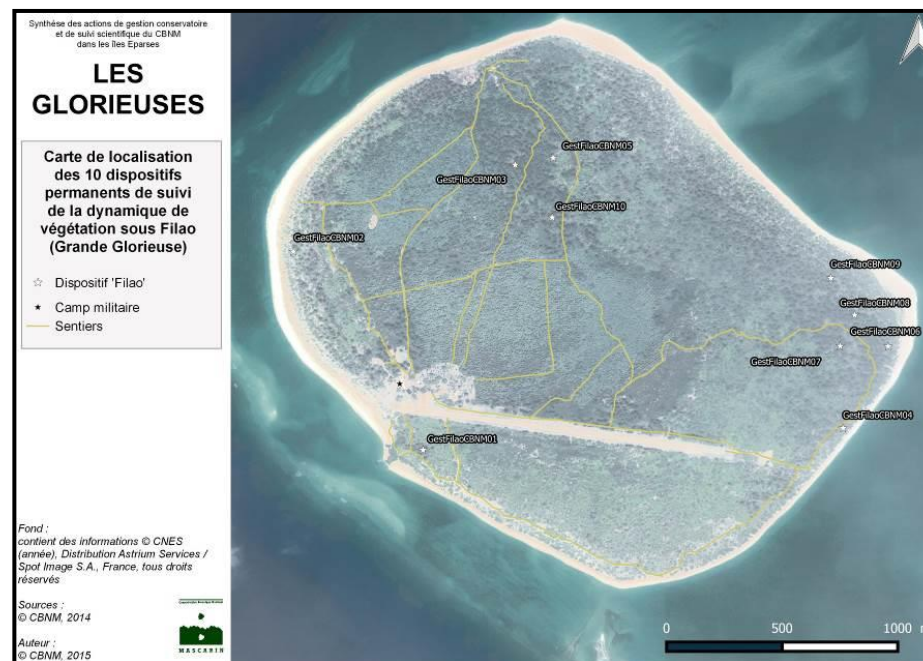 Synthèse des actions de gestion conservatoire
et de suivi scientifique du CBNM
dans les îles Eparses
LES
GLORIEUSES
Carte de localisation
des 10 dispositifs
permanents de suivi
de la dynamique de
végétation sous Filao
(Grande Glorieuse)
Dispositif 'Filao'
Camp militaire
Sentiers
Fond :
contient des informations © CNES
(année), Distribution Astrium Services /
Spot Image S.A., France, tous droits
réservés
Sources :
© CBNM, 2014
Auteur :
© CBNM, 2015
MASCARIN
GestFilaoCBNM05
GestFilaoCBNM03
GestFilaoCBNM10
GestFilaoCBNM02
GestFilaoCBNM09
GestFilaoCBNM08
GestFilaoCBNM06
GestFilaoCBNM07
GestFilaoCBNM04
GestFilaoCBNM01
0 500 1000